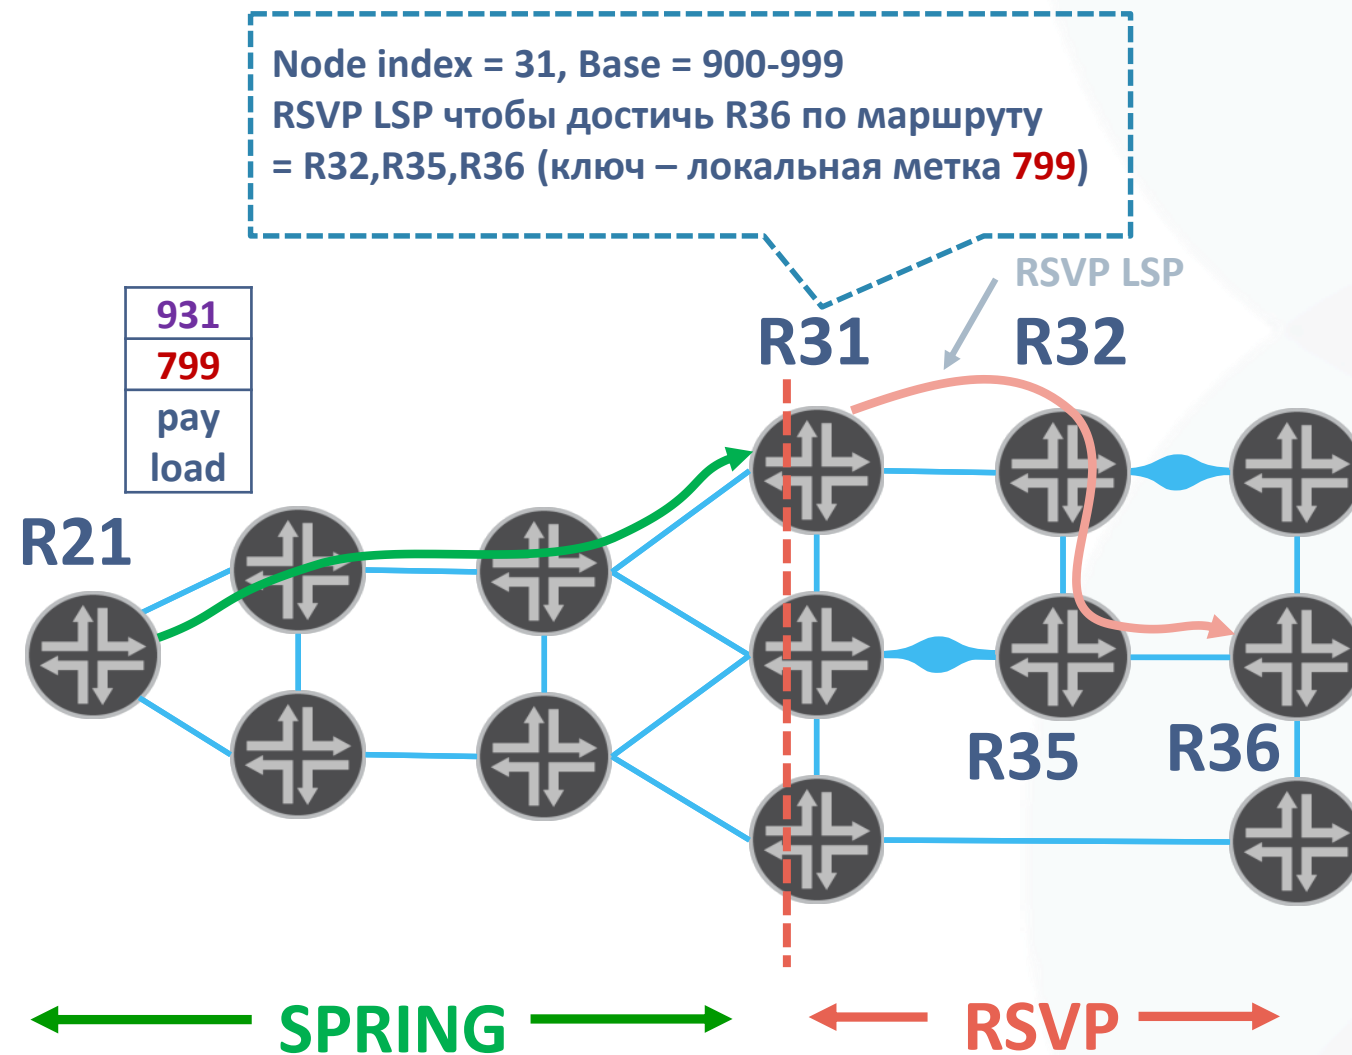 Node index = 31, Base = 900-999
RSVP LSP чтобы достичь R36 по маршруту
= R32,R35,R36 (ключ – локальная метка 799)
RSVP LSP
931
799
pay
load
R31
R32
R21
R35
R36
SPRING
RSVP